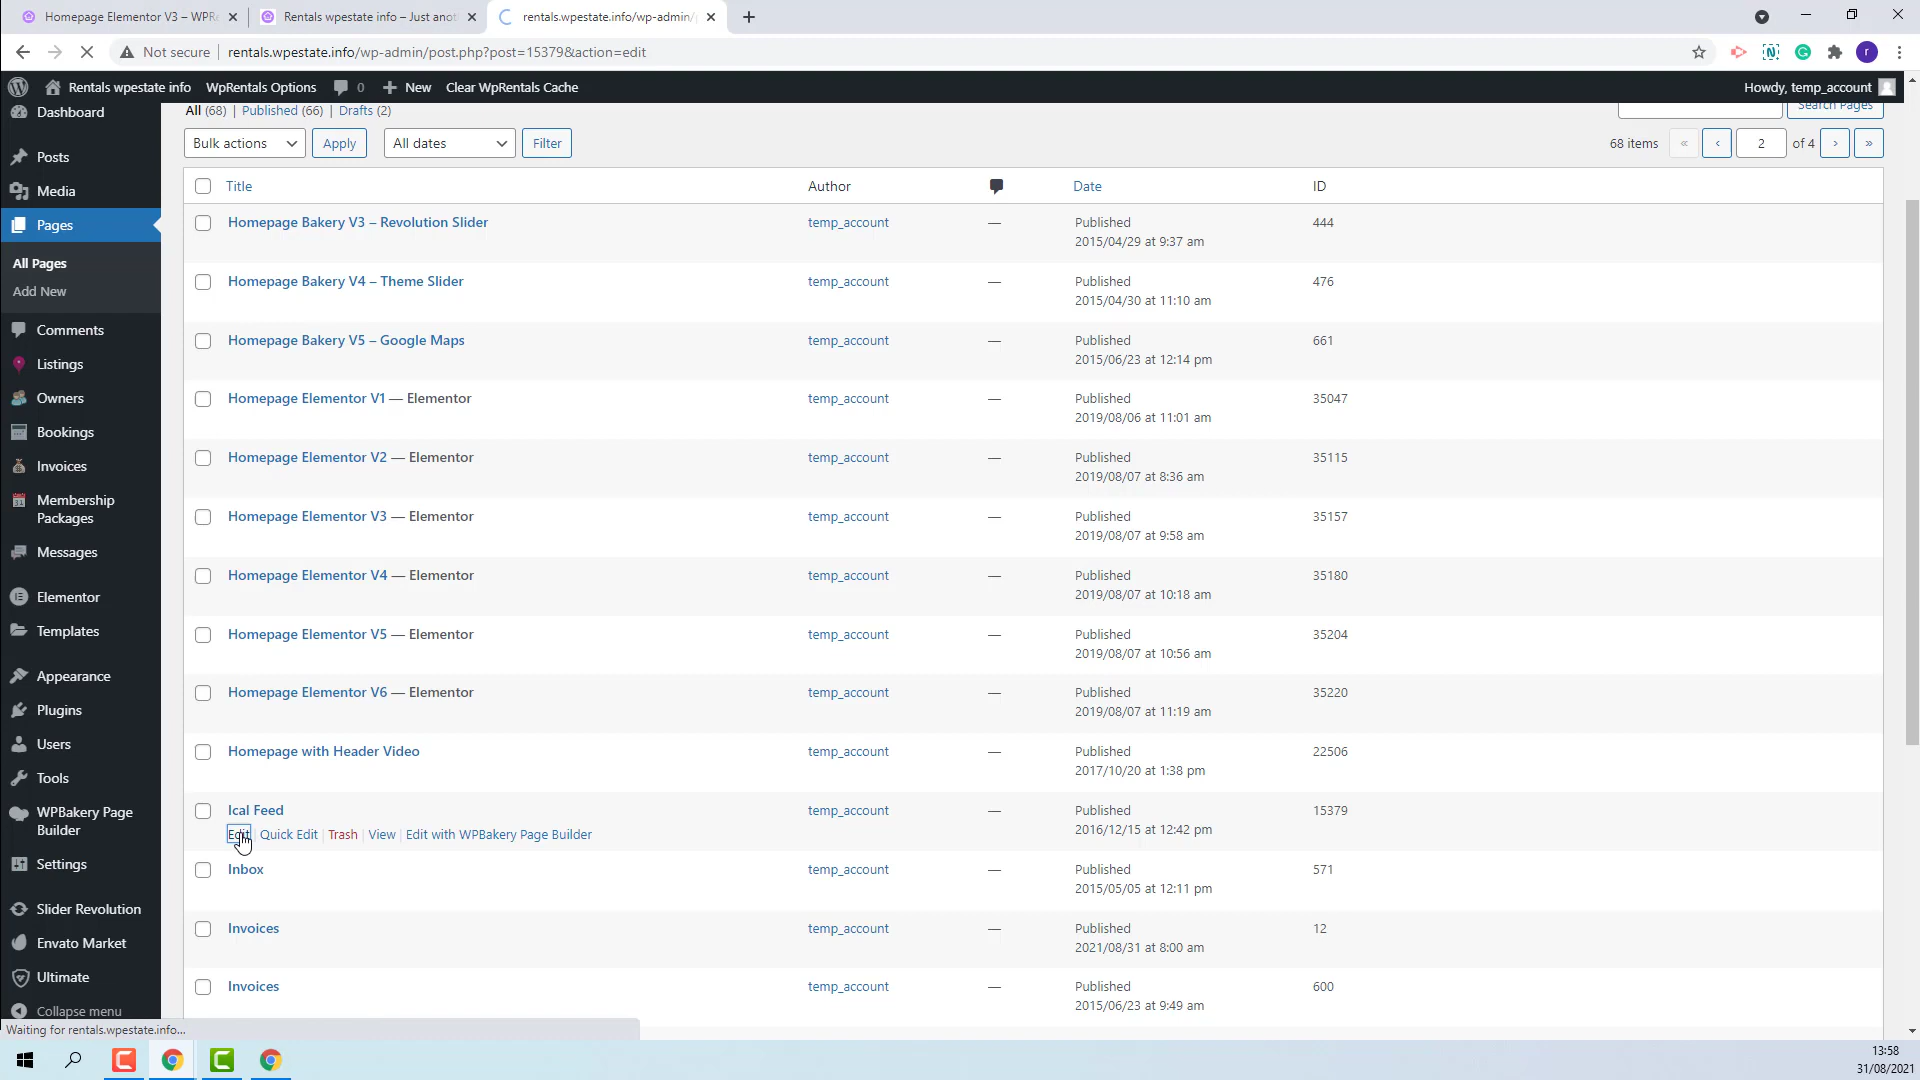 Homepage Elementor V3 – WPRe
Rentals wpestate info – Just anot
rentals.wpestate.info/wp-admin/
Not secure
rentals.wpestate.info/wp-admin/post.php?post=15379&action=edit
Rentals wpestate info
WpRentals Options
0
New
Clear WpRentals Cache
Howdy, temp_account
Dashboard
Posts
Media
Pages
All Pages
Add New
Comments
Listings
Owners
Bookings
Invoices
Membership
Packages
Messages
Elementor
Templates
Appearance
Plugins
Users
Tools
WPBakery Page
Builder
Settings
Slider Revolution
Envato Market
Ultimate
Collapse menu
All (68) | Published (66) | Drafts (2)
Search Pages
Bulk actions
Apply
All dates
Filter
68 items « ‹ 2 of 4 › »
Title Author Date ID
Homepage Bakery V3 – Revolution Slider temp_account — Published 444
2015/04/29 at 9:37 am
Homepage Bakery V4 – Theme Slider temp_account — Published 476
2015/04/30 at 11:10 am
Homepage Bakery V5 – Google Maps temp_account — Published 661
2015/06/23 at 12:14 pm
Homepage Elementor V1 — Elementor temp_account — Published 35047
2019/08/06 at 11:01 am
Homepage Elementor V2 — Elementor temp_account — Published 35115
2019/08/07 at 8:36 am
Homepage Elementor V3 — Elementor temp_account — Published 35157
2019/08/07 at 9:58 am
Homepage Elementor V4 — Elementor temp_account — Published 35180
2019/08/07 at 10:18 am
Homepage Elementor V5 — Elementor temp_account — Published 35204
2019/08/07 at 10:56 am
Homepage Elementor V6 — Elementor temp_account — Published 35220
2019/08/07 at 11:19 am
Homepage with Header Video temp_account — Published 22506
2017/10/20 at 1:38 pm
Ical Feed temp_account — Published 15379
Edit | Quick Edit | Trash | View | Edit with WPBakery Page Builder 2016/12/15 at 12:42 pm
Inbox temp_account — Published 571
2015/05/05 at 12:11 pm
Invoices temp_account — Published 12
2021/08/31 at 8:00 am
Invoices temp_account — Published 600
2015/06/23 at 9:49 am
Waiting for rentals.wpestate.info...
13:58
31/08/2021